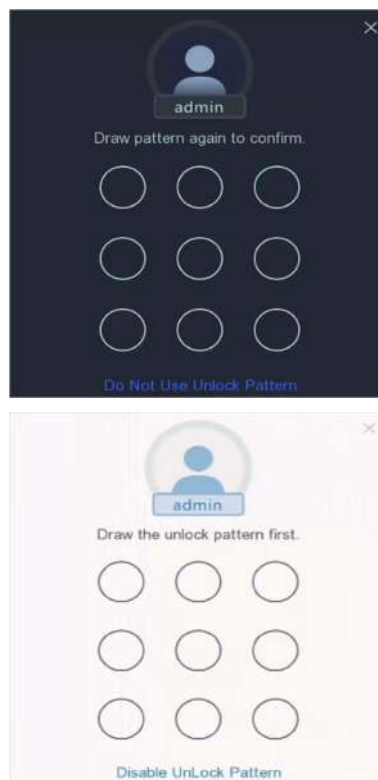 admin
Draw pattern again to confirm.
Do Not Use Unlock Pattern
admin
Draw the unlock pattern first.
Disable UnLock Pattern